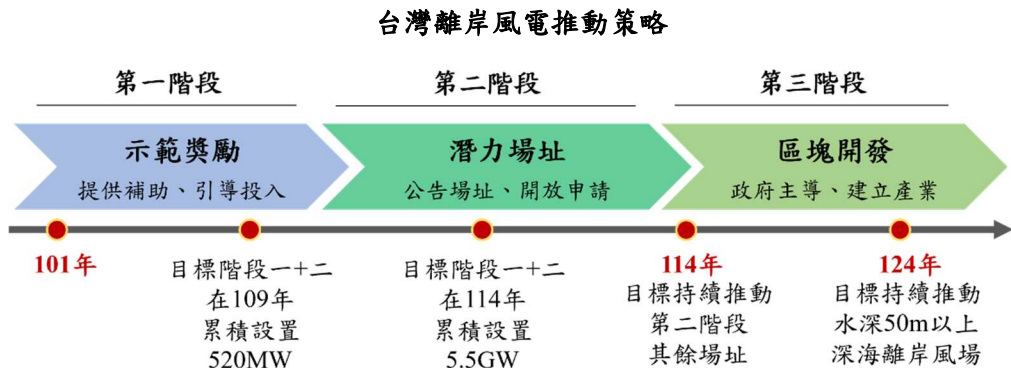 台灣離岸風電推動策略
第一階段
第二階段
第三階段
示範獎勵
提供補助、引導投入
潛力場址
公告場址、開放申請
區塊開發
政府主導、建立產業
101年
目標階段一+二
在109年
累積設置
520MW
目標階段一+二
在114年
累積設置
5.5GW
114年
目標持續推動
第二階段
其餘場址
124年
目標持續推動
水深50m以上
深海離岸風場